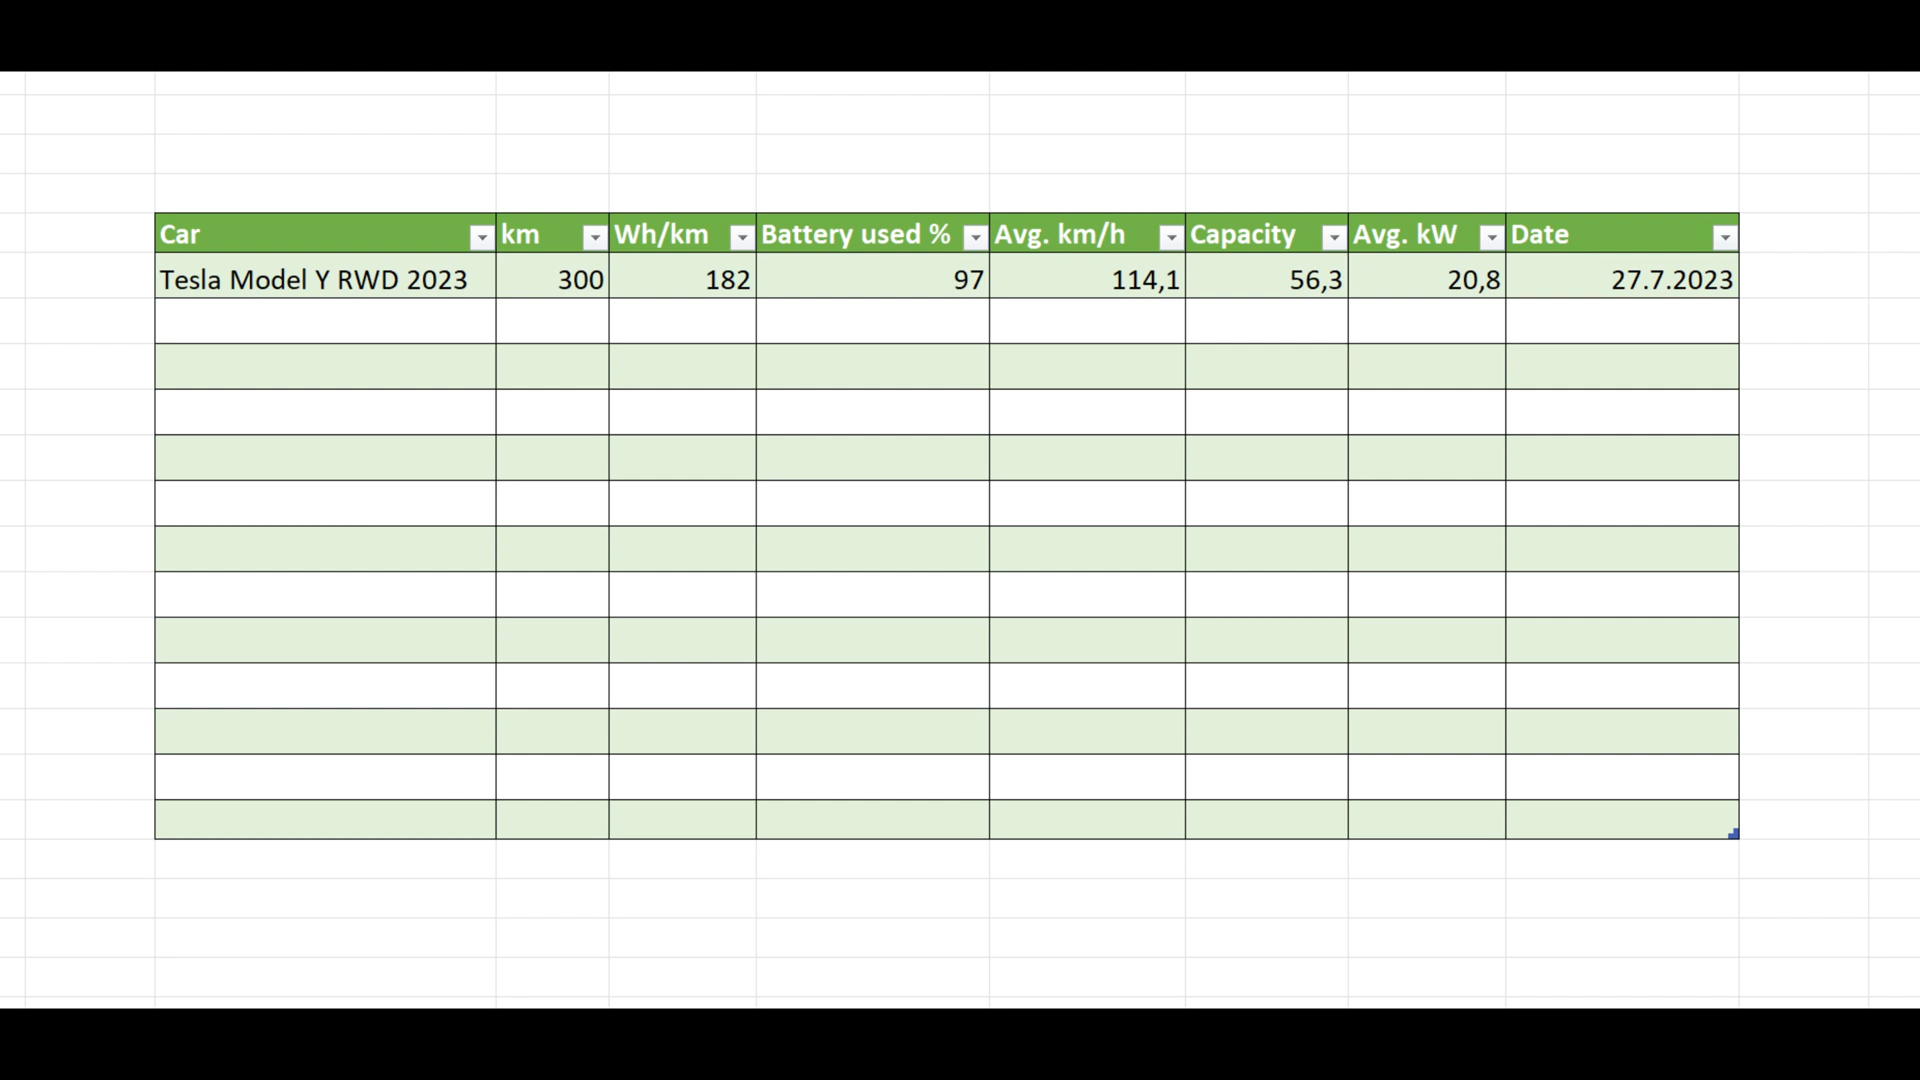 Car km Wh/km Battery used % Avg. km/h Capacity Avg. kW Date
Tesla Model Y RWD 2023 300 182 97 114,1 56,3 20,8 27.7.2023